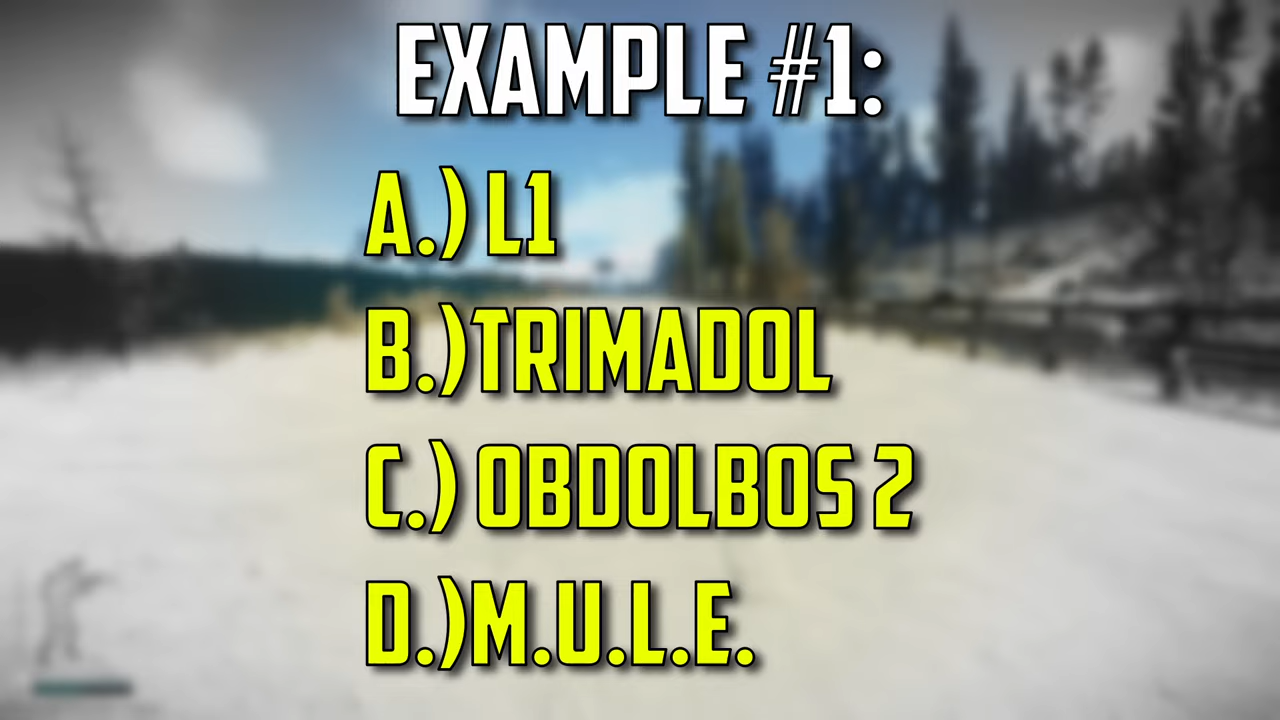 EXAMPLE #1:
A.) L1
B.)TRIMADOL
C.) OBDOLBOS 2
D.)M.U.L.E.